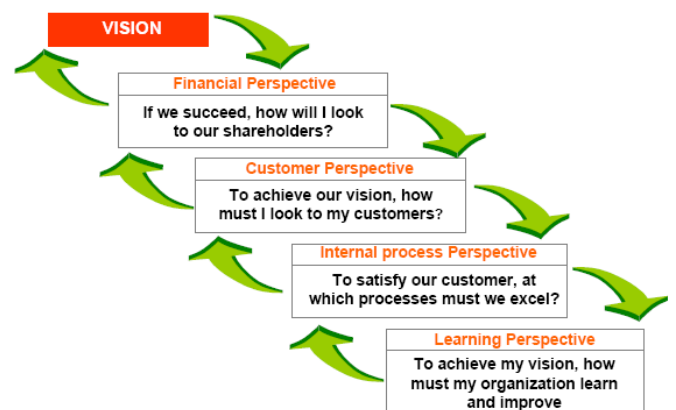 VISION
Financial Perspective
If we succeed, how will I look
to our shareholders?
Customer Perspective
To achieve our vision, how
must I look to my customers?
Internal process Perspective
To satisfy our customer, at
which processes must we excel?
Learning Perspective
To achieve my vision, how
must my organization learn
and improve